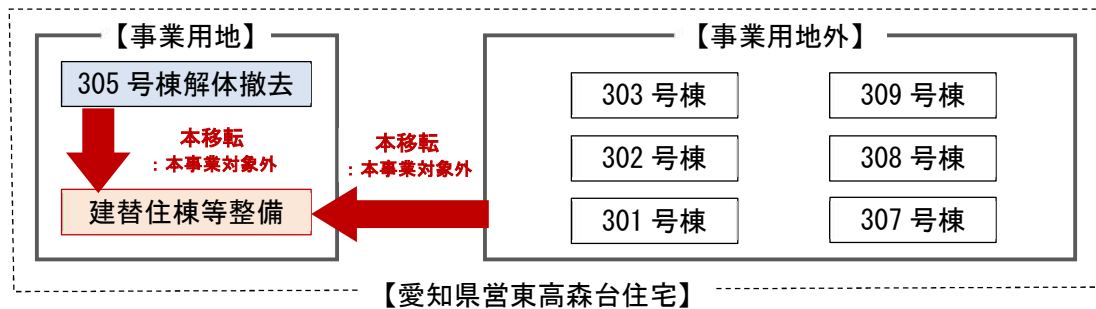 【事業用地】
305 号棟解体撤去
本移転
：本事業対象外
建替住棟等整備
本移転
：本事業対象外
【事業用地外】
303 号棟
309 号棟
302 号棟
308 号棟
301 号棟
307 号棟
【愛知県営東高森台住宅】